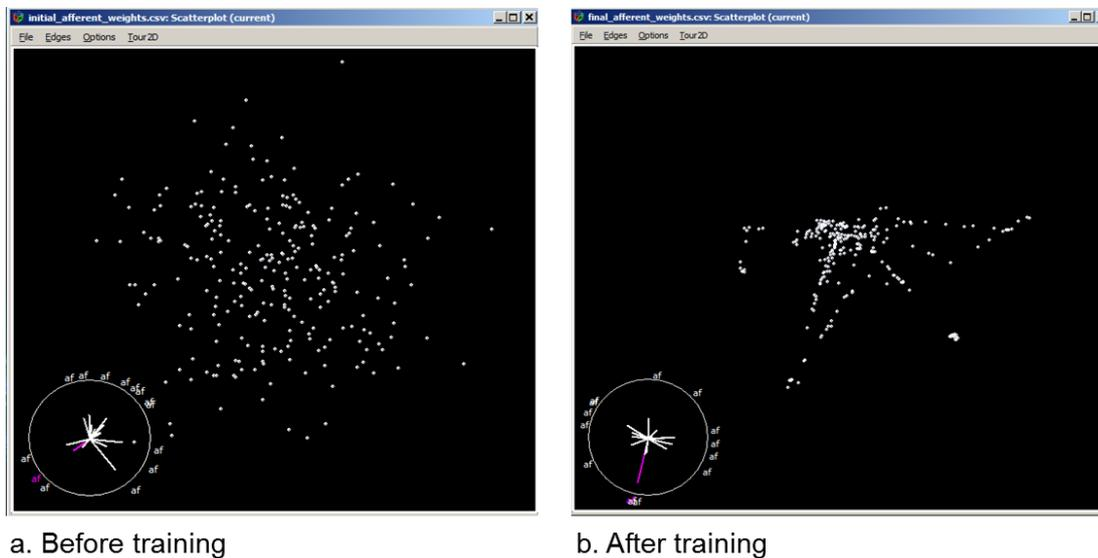 initial_afferent_weights.csv: Scatterplot (current)
File Edges Options Tour2D
af af af af af af af
af af
af af
af af
a. Before training
final_afferent_weights.csv: Scatterplot (current)
File Edges Options Tour2D
af
af af
af
af af
af
af af
af
b. After training